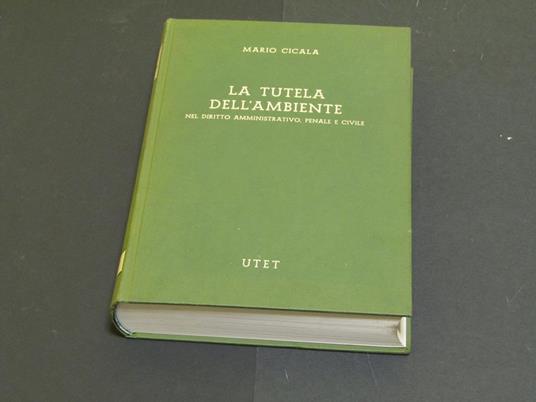 MARIO CICALA
LA TUTELA
DELL'AMBIENTE
NEL DIRITTO AMMINISTRATIVO, PENALE E CIVILE
UTET